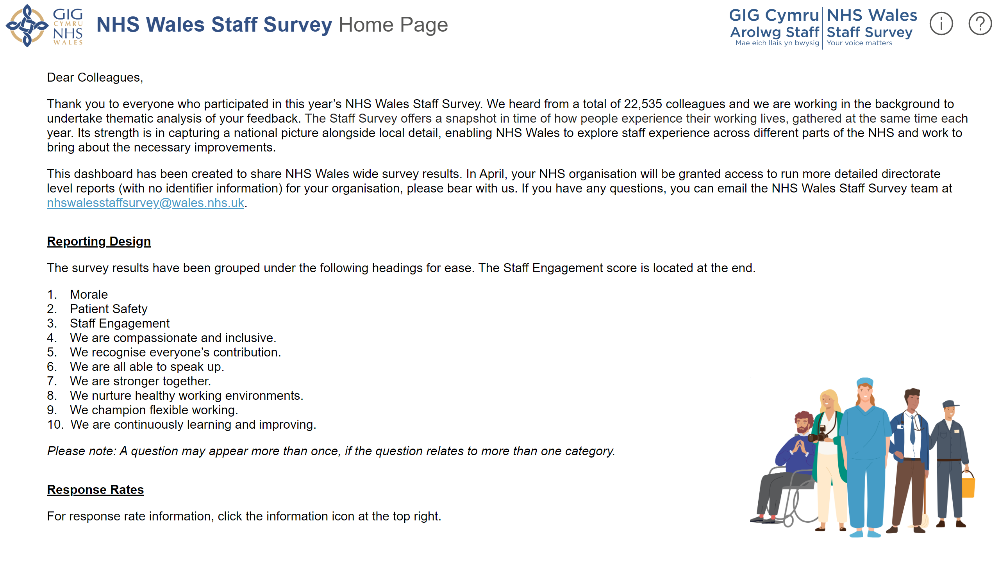 GIG
CYMRU
NHS
WALES
NHS Wales Staff Survey Home Page
GIG Cymru NHS Wales
Arolwg Staff Staff Survey
Mae eich llais yn bwysig Your voice matters
Dear Colleagues,
Thank you to everyone who participated in this year’s NHS Wales Staff Survey. We heard from a total of 22,535 colleagues and we are working in the background to
undertake thematic analysis of your feedback. The Staff Survey offers a snapshot in time of how people experience their working lives, gathered at the same time each
year. Its strength is in capturing a national picture alongside local detail, enabling NHS Wales to explore staff experience across different parts of the NHS and work to
bring about the necessary improvements.
This dashboard has been created to share NHS Wales wide survey results. In April, your NHS organisation will be granted access to run more detailed directorate
level reports (with no identifier information) for your organisation, please bear with us. If you have any questions, you can email the NHS Wales Staff Survey team at
nhswalesstaffsurvey@wales.nhs.uk.
Reporting Design
The survey results have been grouped under the following headings for ease. The Staff Engagement score is located at the end.
1. Morale
2. Patient Safety
3. Staff Engagement
4. We are compassionate and inclusive.
5. We recognise everyone’s contribution.
6. We are all able to speak up.
7. We are stronger together.
8. We nurture healthy working environments.
9. We champion flexible working.
10. We are continuously learning and improving.
Please note: A question may appear more than once, if the question relates to more than one category.
Response Rates
For response rate information, click the information icon at the top right.